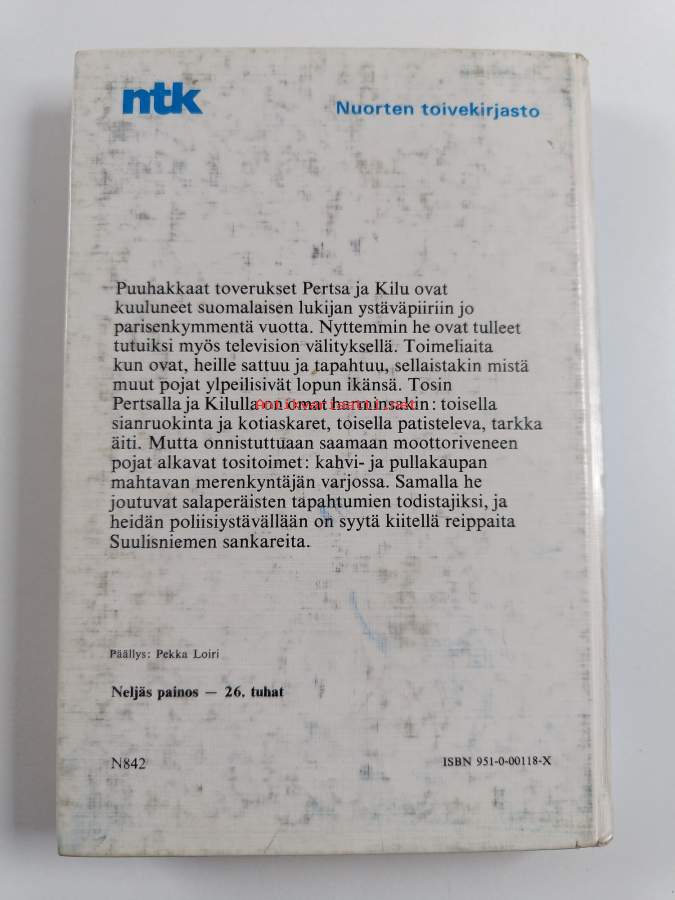 ntk
Nuorten toivekirjasto
Puuhakkaat toverukset Pertsa ja Kilu ovat
kuuluneet suomalaisen lukijan ystäväpiiriin jo
parisenkymmentä vuotta. Nyttemmin he ovat tulleet
tutuiksi myös television välityksellä. Toimeliaita
kun ovat, heille sattuu ja tapahtuu, sellaistakin mistä
muut pojat ylpeilisivät lopun ikänsä. Tosin
Pertsalla ja Kilulla on omat harminsakin: toisella
sianruokinta ja kotiaskaret, toisella patisteleva, tarkka
äiti. Mutta onnistuttuaan saamaan moottoriveneen
pojat alkavat tositoimet: kahvi- ja pullakaupan
mahtavan merenkyntäjän varjossa. Samalla he
joutuvat salaperäisten tapahtumien todistajiksi, ja
heidän poliisiystävällään on syytä kiitellä reippaita
Suulisniemen sankareita.
Päällys: Pekka Loiri
Neljäs painos — 26. tuhat
N842
ISBN 951-0-00118-X